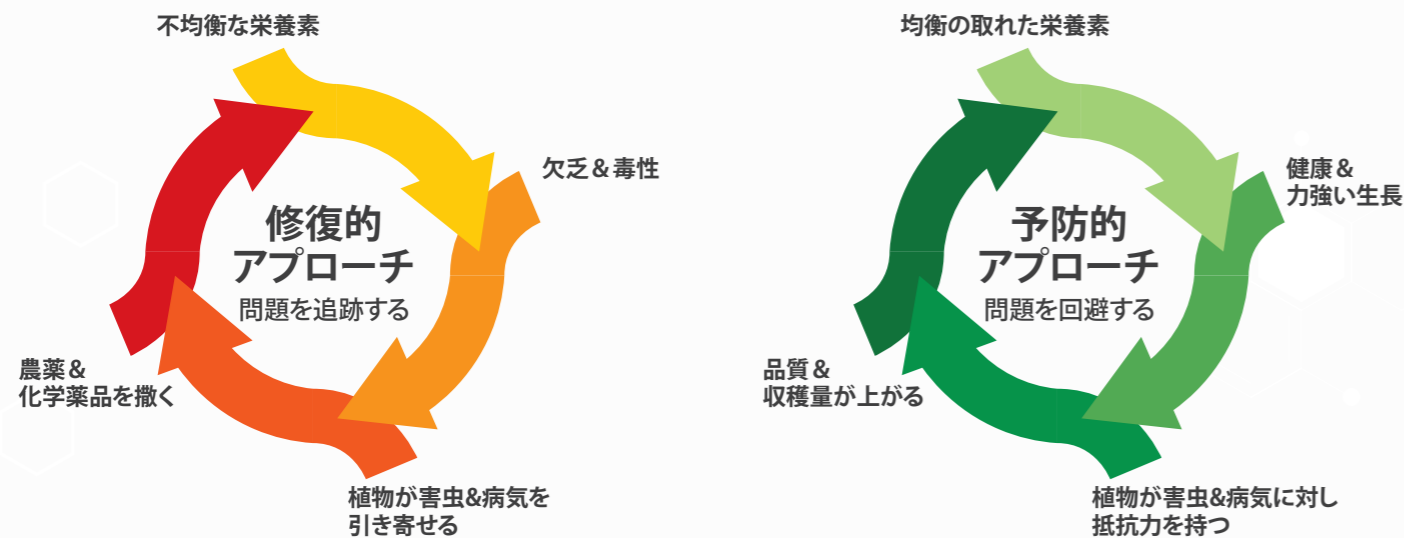 不均衡な栄養素
欠乏＆毒性
修復的
アプローチ
問題を追跡する
農薬＆
化学薬品を撒く
植物が害虫&病気を
引き寄せる
均衡の取れた栄養素
健康＆
力強い生長
予防的
アプローチ
問題を回避する
品質＆
収穫量が上がる
植物が害虫&病気に対し
抵抗力を持つ